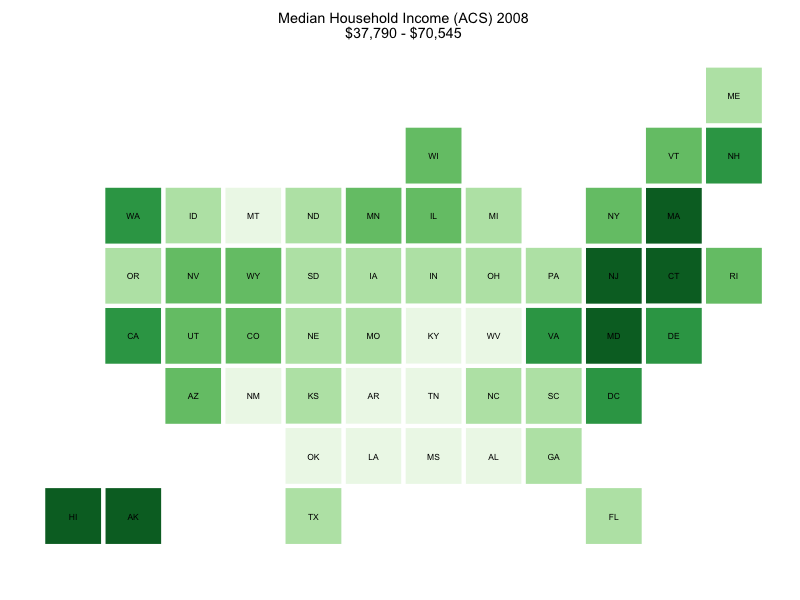 Median Household Income (ACS) 2008
$37,790 - $70,545
ME
WI VT NH
WA ID MT ND MN IL MI NY MA
OR NV WY SD IA IN OH PA NJ CT RI
CA UT CO NE MO KY WV VA MD DE
AZ NM KS AR TN NC SC DC
OK LA MS AL GA
HI AK TX FL